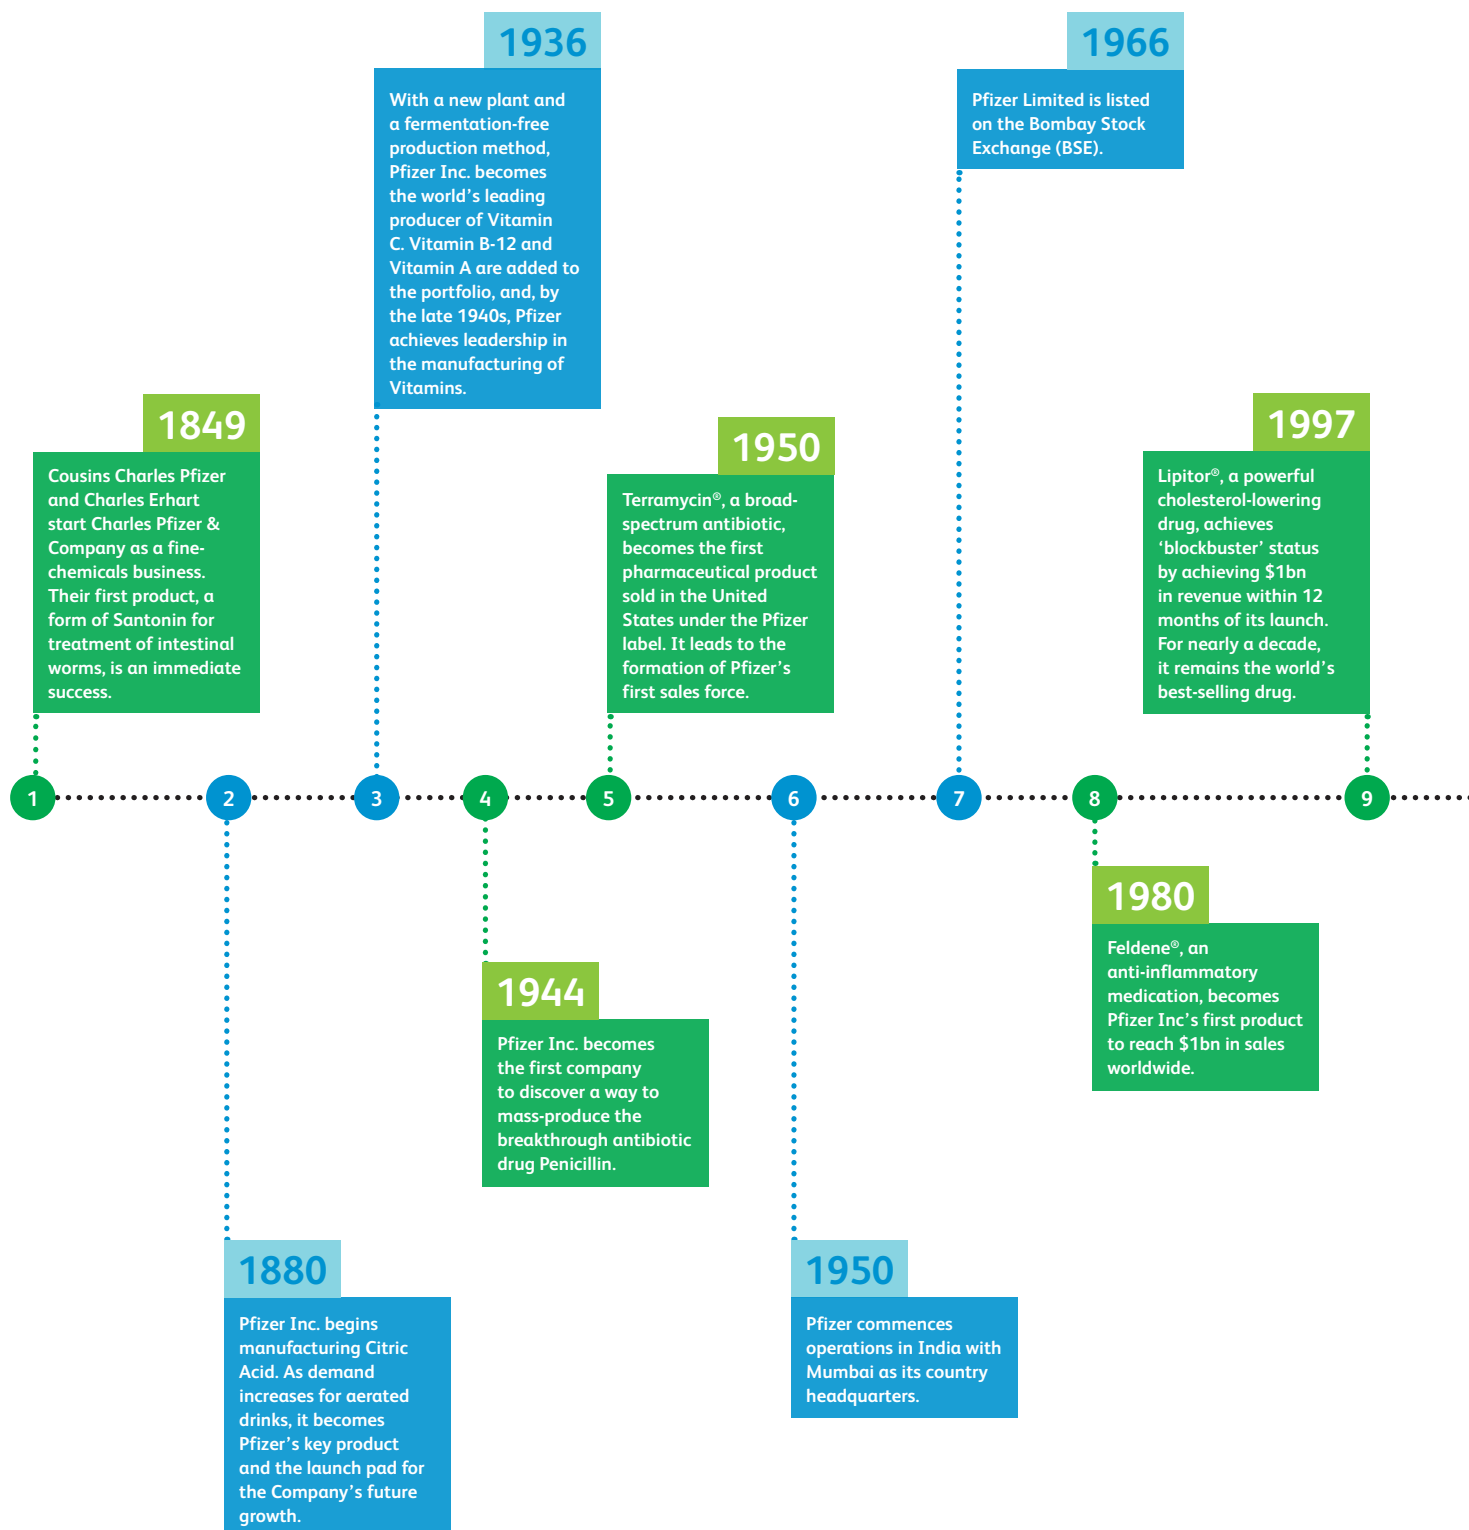 1849
Cousins Charles Pfizer
and Charles Erhart
start Charles Pfizer &
Company as a fine-
chemicals business.
Their first product, a
form of Santonin for
treatment of intestinal
worms, is an immediate
success.
1
2
1880
Pfizer Inc. begins
manufacturing Citric
Acid. As demand
increases for aerated
drinks, it becomes
Pfizer’s key product
and the launch pad for
the Company’s future
growth.
1936
With a new plant and
a fermentation-free
production method,
Pfizer Inc. becomes
the world’s leading
producer of Vitamin
C. Vitamin B-12 and
Vitamin A are added to
the portfolio, and, by
the late 1940s, Pfizer
achieves leadership in
the manufacturing of
Vitamins.
3
4
1944
Pfizer Inc. becomes
the first company
to discover a way to
mass-produce the
breakthrough antibiotic
drug Penicillin.
1950
Terramycin®, a broad-
spectrum antibiotic,
becomes the first
pharmaceutical product
sold in the United
States under the Pfizer
label. It leads to the
formation of Pfizer’s
first sales force.
5
6
1950
Pfizer commences
operations in India with
Mumbai as its country
headquarters.
1966
Pfizer Limited is listed
on the Bombay Stock
Exchange (BSE).
7
8
1980
Feldene®, an
anti-inflammatory
medication, becomes
Pfizer Inc’s first product
to reach $1bn in sales
worldwide.
1997
Lipitor®, a powerful
cholesterol-lowering
drug, achieves
‘blockbuster’ status
by achieving $1bn
in revenue within 12
months of its launch.
For nearly a decade,
it remains the world’s
best-selling drug.
9